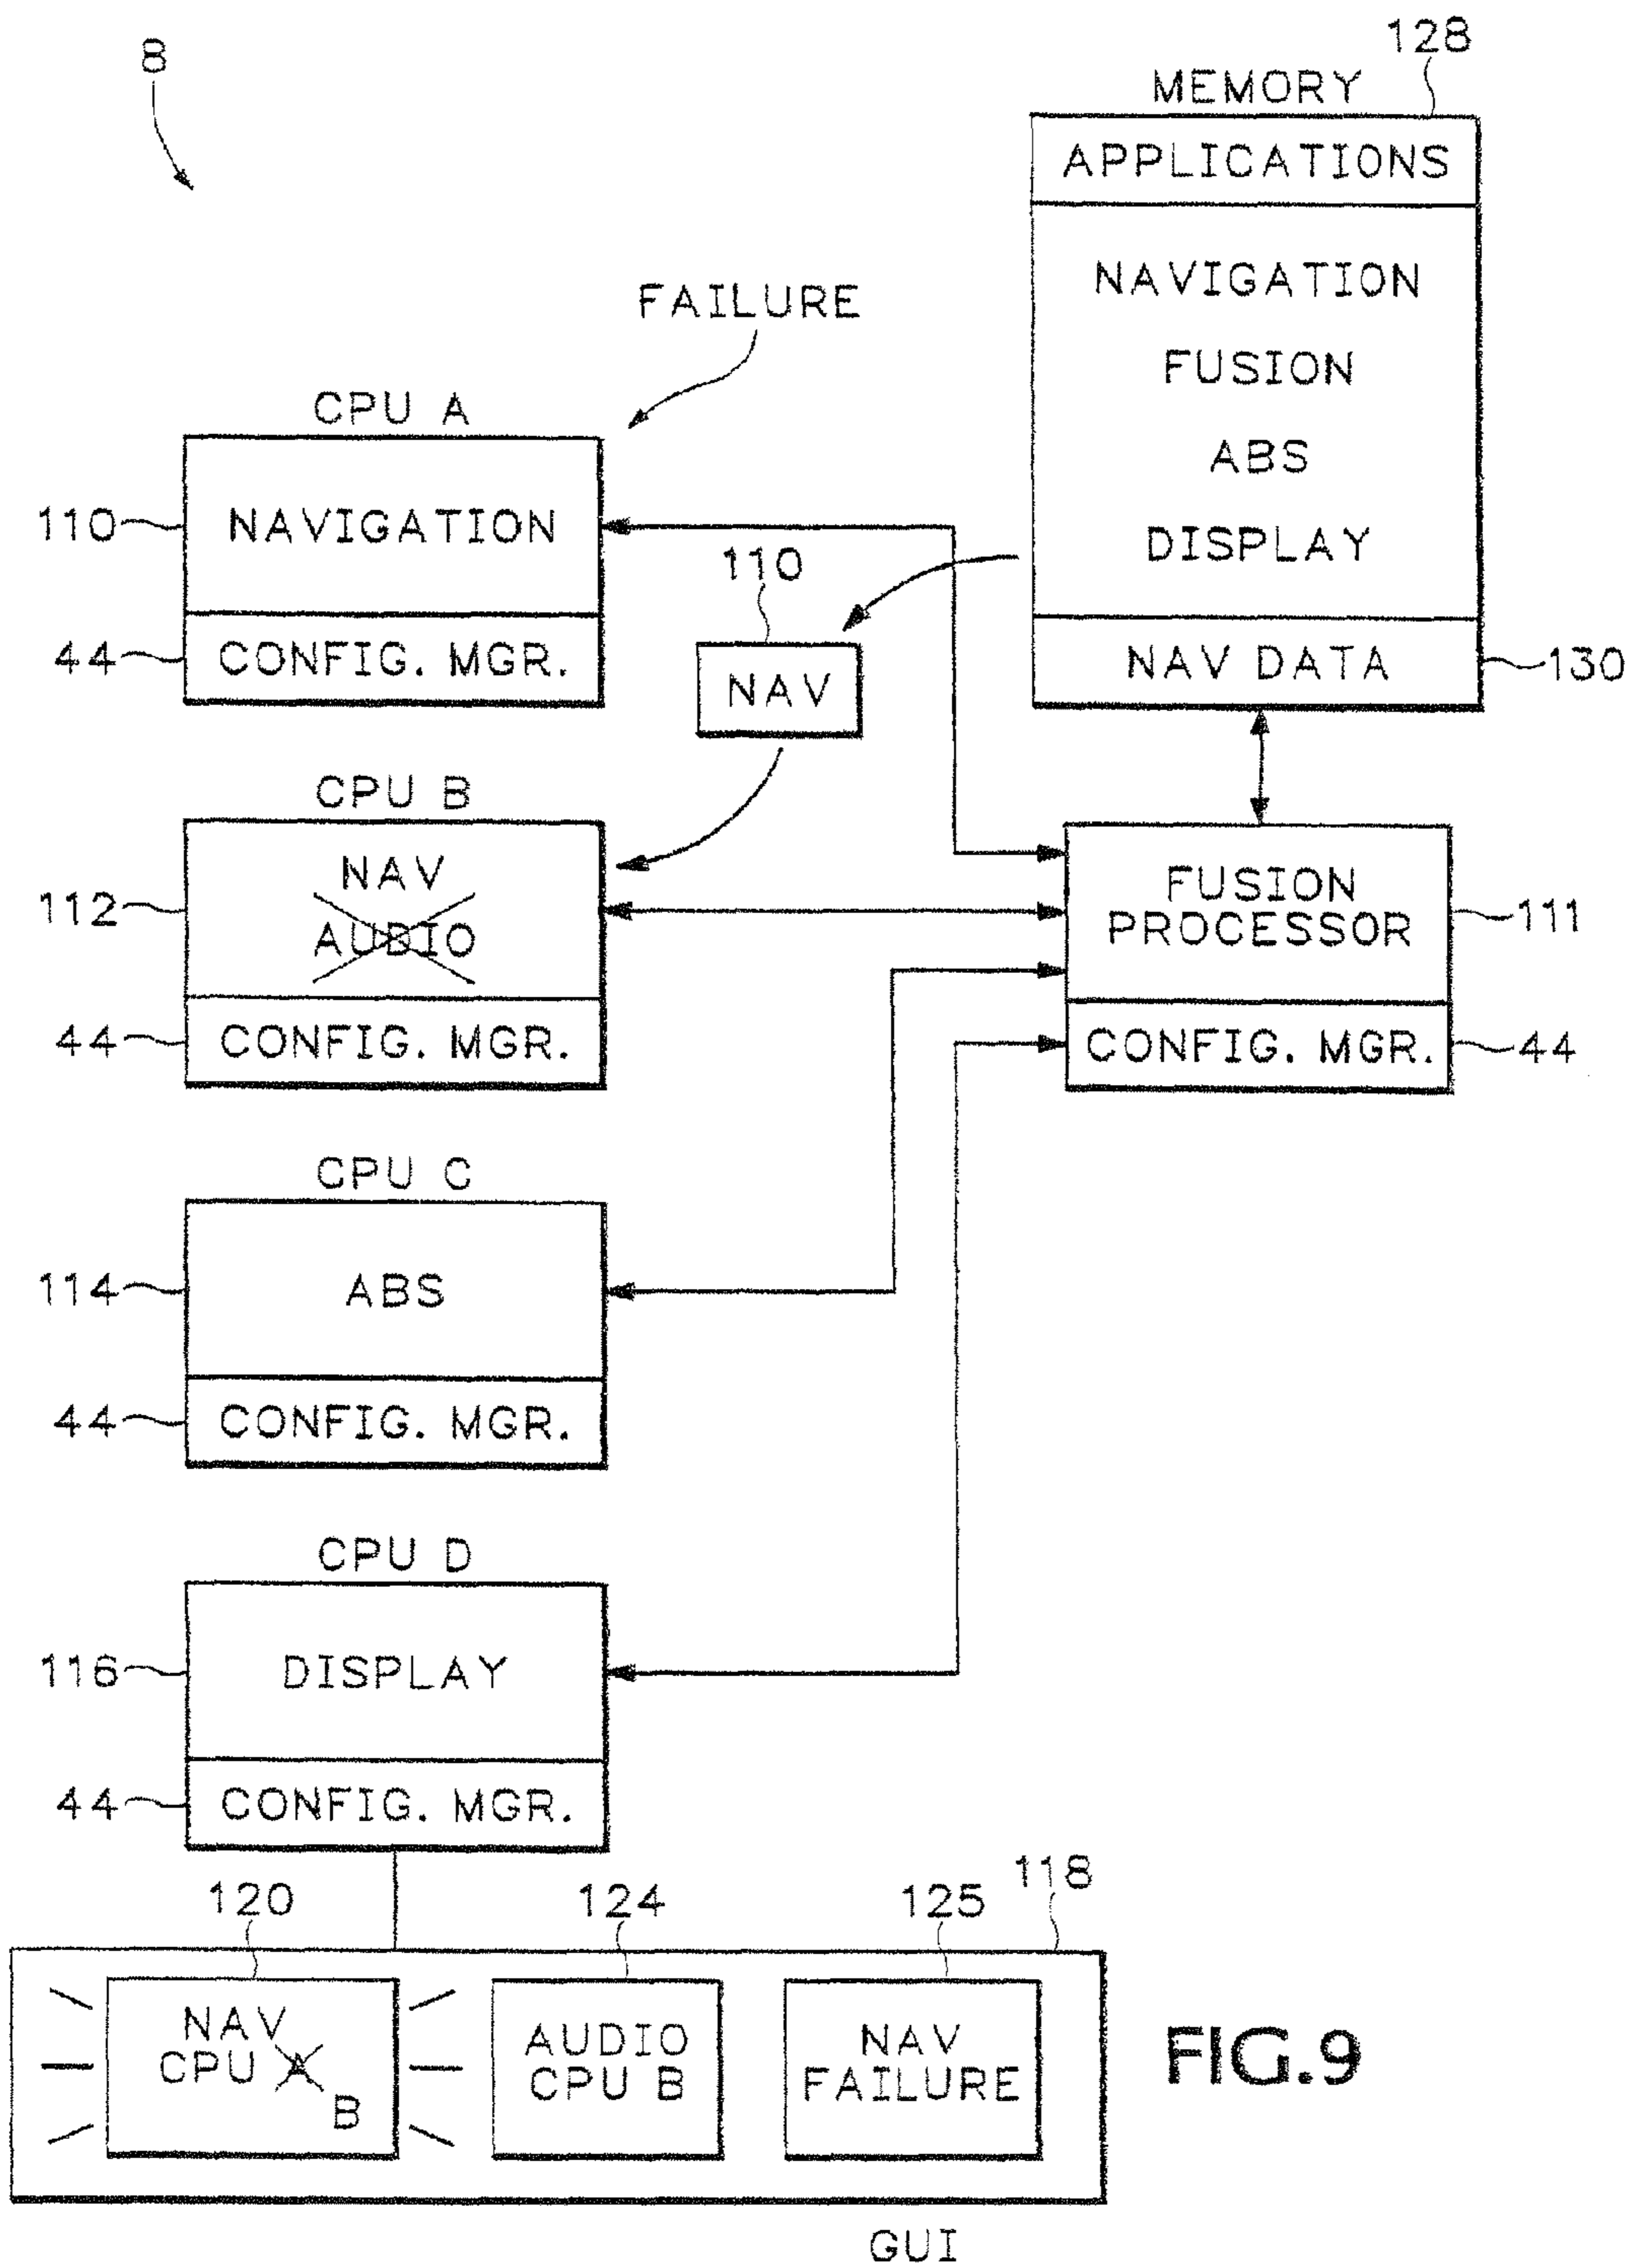 8
128
MEMORY
APPLICATIONS
NAVIGATION
FUSION
ABS
DISPLAY
NAV DATA
130
FAILURE
CPU A
110
NAVIGATION
44
CONFIG. MGR.
110
NAV
CPU B
112
NAV
AUDIO
44
CONFIG. MGR.
FUSION
PROCESSOR
111
CONFIG. MGR.
44
CPU C
114
ABS
44
CONFIG. MGR.
CPU D
116
DISPLAY
44
CONFIG. MGR.
118
120
124
125
NAV
CPU A
B
AUDIO
CPU B
NAV
FAILURE
GUI
FIG.9